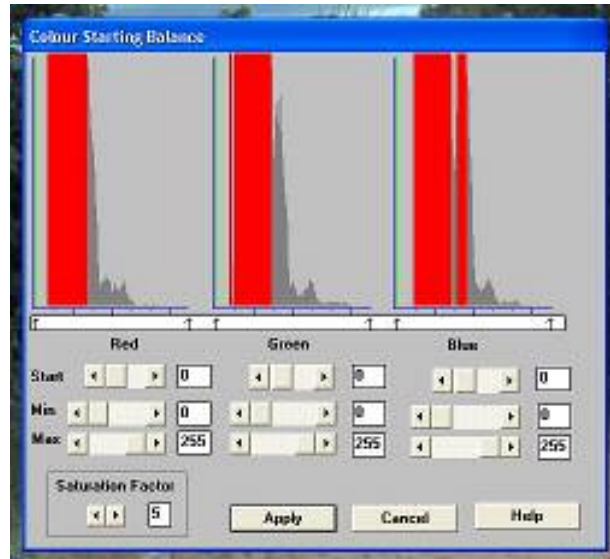 Colour Starting Balance
Red Green Blue
Start 0 0 0
Min 0 0 0
Max 255 255 255
Saturation Factor
5
Apply Cancel Help